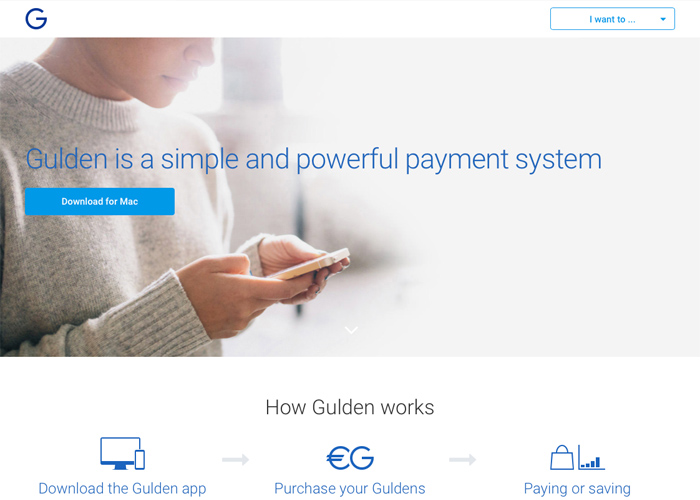 G
I want to ...
Gulden is a simple and powerful payment system
Download for Mac
How Gulden works
€G
Download the Gulden app
Purchase your Guldens
Paying or saving